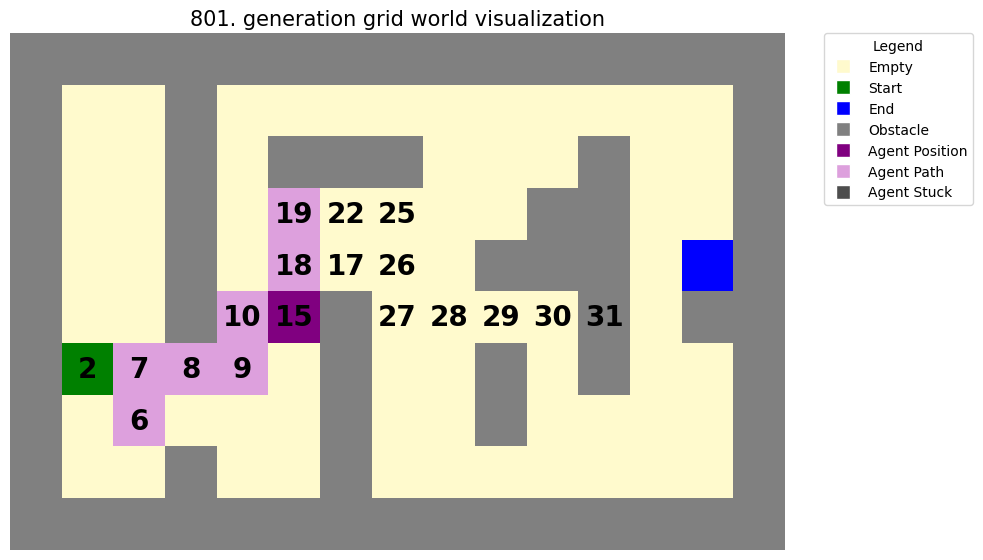 801. generation grid world visualization
Legend
Empty
Start
End
Obstacle
Agent Position
Agent Path
Agent Stuck
19 22 25
18 17 26
10 15 27 28 29 30 31
2 7 8 9
6